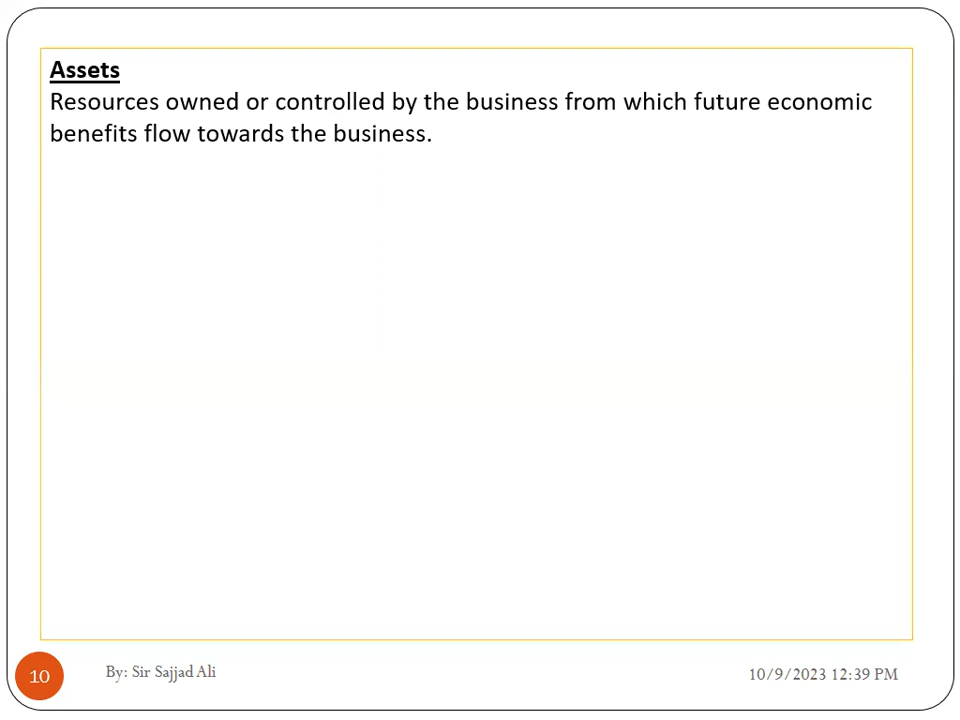 Assets
Resources owned or controlled by the business from which future economic
benefits flow towards the business.
10
By: Sir Sajjad Ali
10/9/2023 12:39 PM